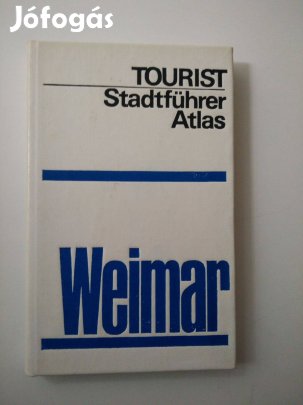 Jófogás
TOURIST
Stadtführer
Atlas
Weimar